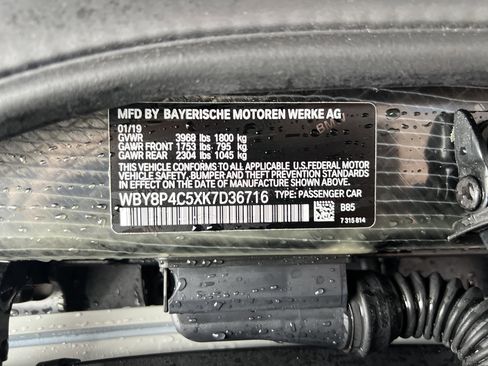 MFD BY BAYERISCHE MOTOREN WERKE AG
01/19
GVWR 3968 lbs 1800 kg
GAWR FRONT 1753 lbs 795 kg
GAWR REAR 2304 lbs 1045 kg
THIS VEHICLE CONFORMS TO ALL APPLICABLE U.S.FEDERAL MOTOR
VEHICLE SAFETY, BUMPER, AND THEFT PREVENTION STANDARDS
IN EFFECT ON THE DATE OF MANUFACTURE SHOWN ABOVE.
WBY8P4C5XK7D36716 TYPE: PASSENGER CAR
B85
7 315 814